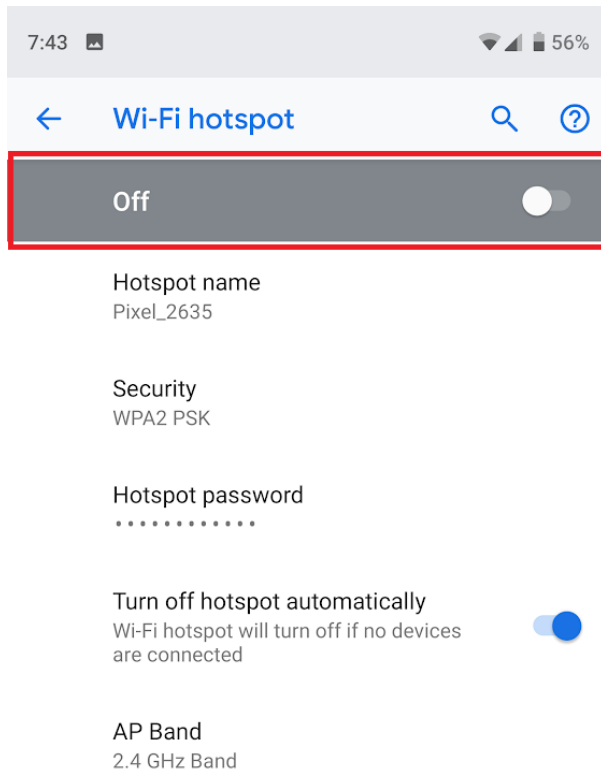 7:43 56%
Wi-Fi hotspot
Off
Hotspot name
Pixel_2635
Security
WPA2 PSK
Hotspot password
••••••••••••
Turn off hotspot automatically
Wi-Fi hotspot will turn off if no devices
are connected
AP Band
2.4 GHz Band